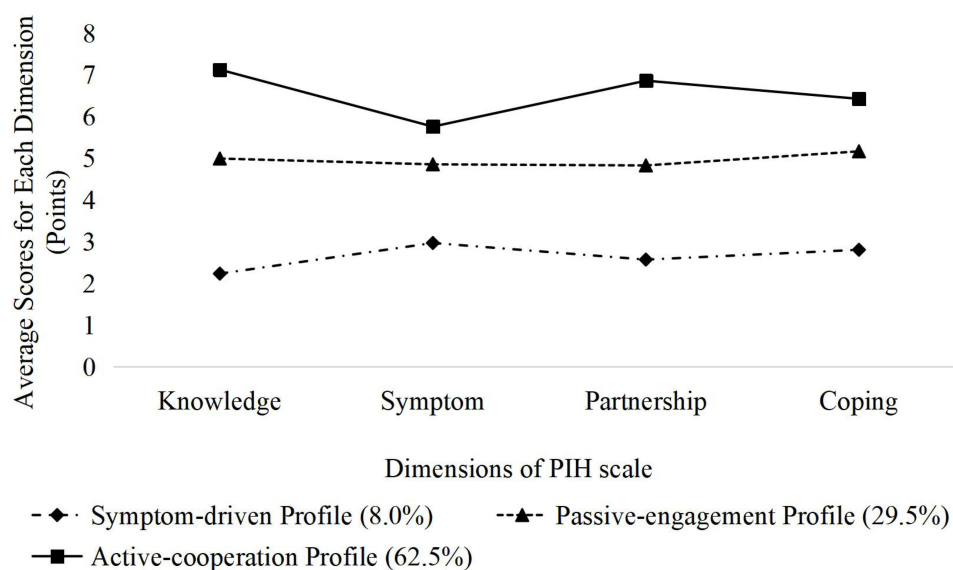 Average Scores for Each Dimension
(Points)
8
7
6
5
4
3
2
1
0
Knowledge Symptom Partnership Coping
Dimensions of PIH scale
Symptom-driven Profile (8.0%) Passive-engagement Profile (29.5%)
Active-cooperation Profile (62.5%)